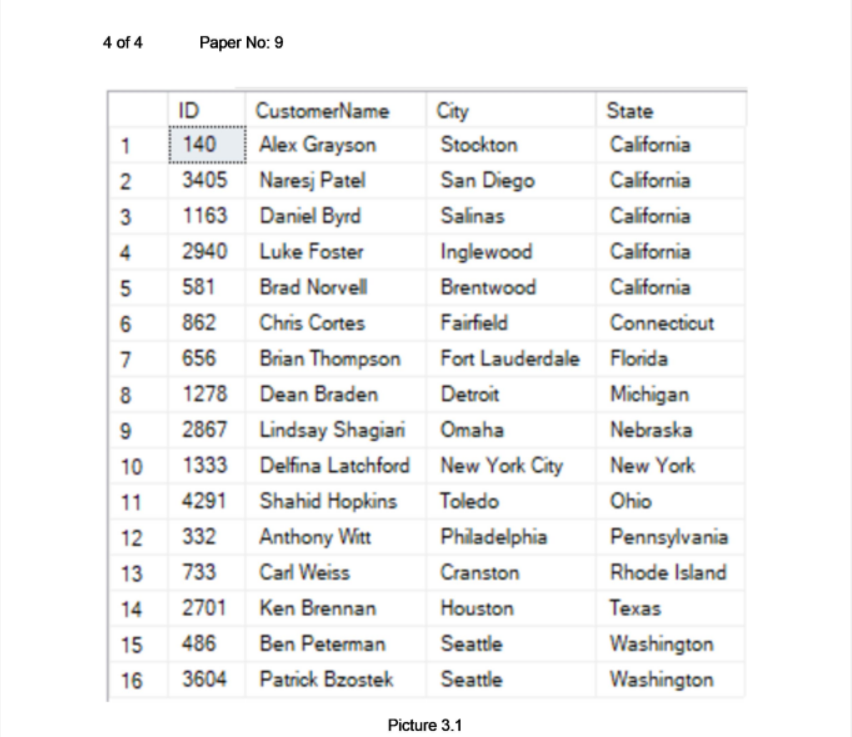 4 of 4 Paper No: 9
ID CustomerName City State
1 140 Alex Grayson Stockton California
2 3405 Naresj Patel San Diego California
3 1163 Daniel Byrd Salinas California
4 2940 Luke Foster Inglewood California
5 581 Brad Norvell Brentwood California
6 862 Chris Cortes Fairfield Connecticut
7 656 Brian Thompson Fort Lauderdale Florida
8 1278 Dean Braden Detroit Michigan
9 2867 Lindsay Shagiari Omaha Nebraska
10 1333 Delfina Latchford New York City New York
11 4291 Shahid Hopkins Toledo Ohio
12 332 Anthony Witt Philadelphia Pennsylvania
13 733 Carl Weiss Cranston Rhode Island
14 2701 Ken Brennan Houston Texas
15 486 Ben Peterman Seattle Washington
16 3604 Patrick Bzostek Seattle Washington
Picture 3.1